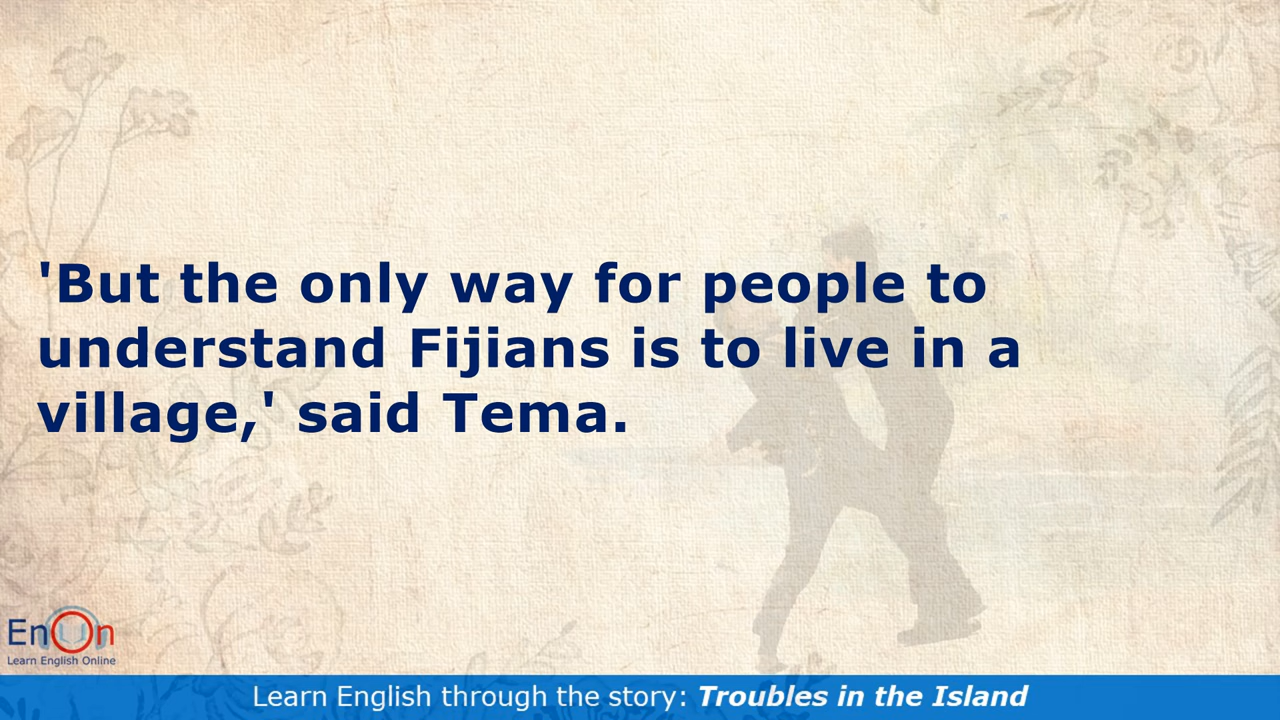 'But the only way for people to
understand Fijians is to live in a
village,' said Tema.
EnOn
Learn English Online
Learn English through the story: Troubles in the Island